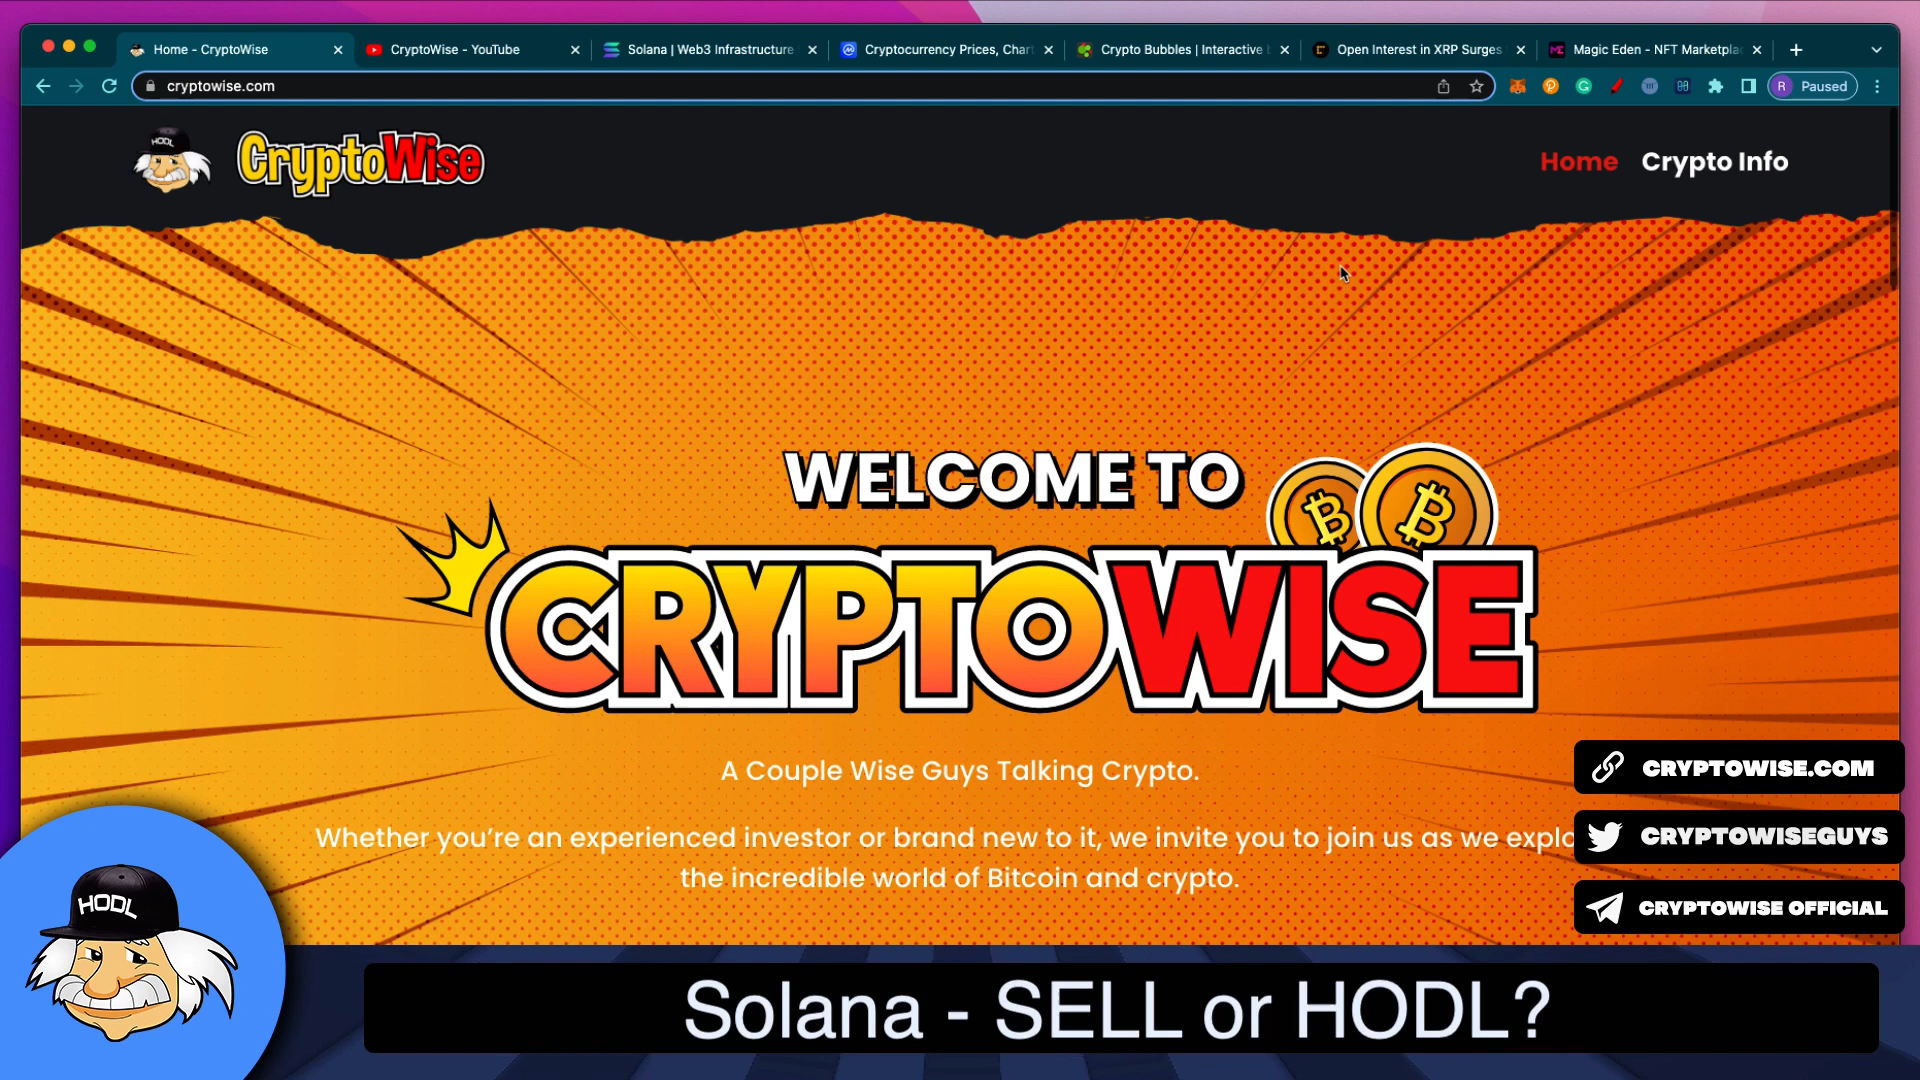 Home - CryptoWise
CryptoWise - YouTube
Solana | Web3 Infrastructure
Cryptocurrency Prices, Char
Crypto Bubbles | Interactive
Open Interest in XRP Surges
Magic Eden - NFT Marketpla
cryptowise.com
R Paused
HODL
CryptoWise
Home
Crypto Info
WELCOME TO
CRYPTOWISE
A Couple Wise Guys Talking Crypto.
Whether you're an experienced investor or brand new to it, we invite you to join us as we explo
the incredible world of Bitcoin and crypto.
CRYPTOWISE.COM
CRYPTOWISEGUYS
CRYPTOWISE OFFICIAL
HODL
Solana - SELL or HODL?